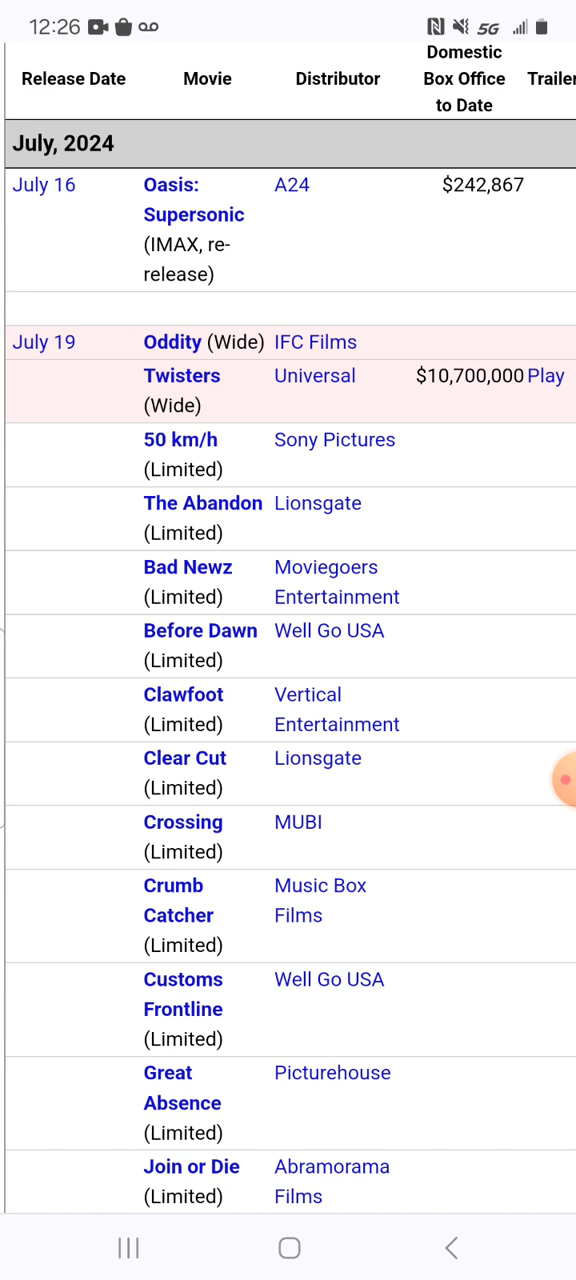 12:26
5G
Domestic
Release Date Movie Distributor Box Office Trailer
to Date
July, 2024
July 16 Oasis: A24 $242,867
Supersonic
(IMAX, re-
release)
July 19 Oddity (Wide) IFC Films
Twisters Universal $10,700,000 Play
(Wide)
50 km/h Sony Pictures
(Limited)
The Abandon Lionsgate
(Limited)
Bad Newz Moviegoers
(Limited) Entertainment
Before Dawn Well Go USA
(Limited)
Clawfoot Vertical
(Limited) Entertainment
Clear Cut Lionsgate
(Limited)
Crossing MUBI
(Limited)
Crumb Music Box
Catcher Films
(Limited)
Customs Well Go USA
Frontline
(Limited)
Great Picturehouse
Absence
(Limited)
Join or Die Abramorama
(Limited) Films